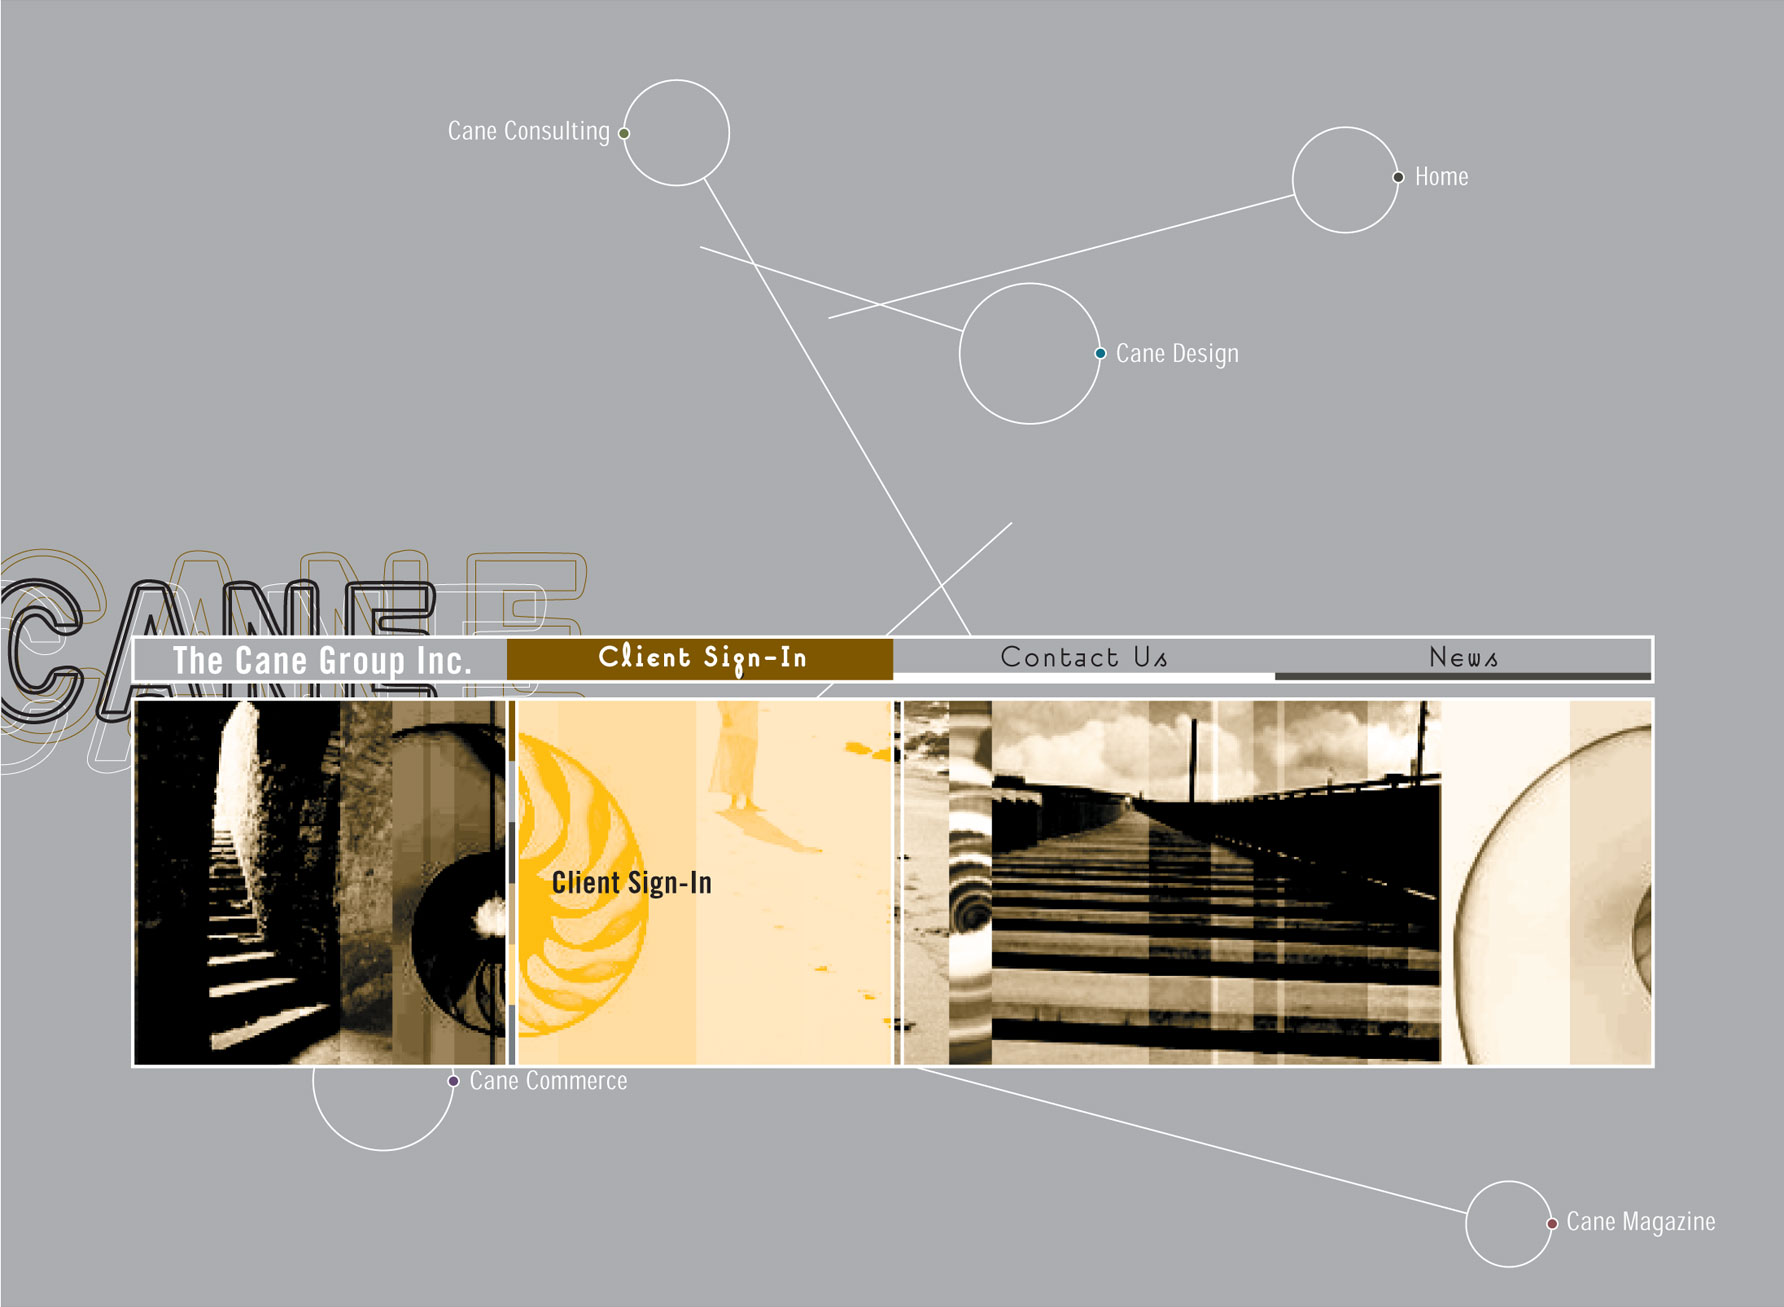 Cane Consulting
Home
Cane Design
CANE
The Cane Group Inc.
Client Sign-In
Contact Us
News
Client Sign-In
Cane Commerce
Cane Magazine